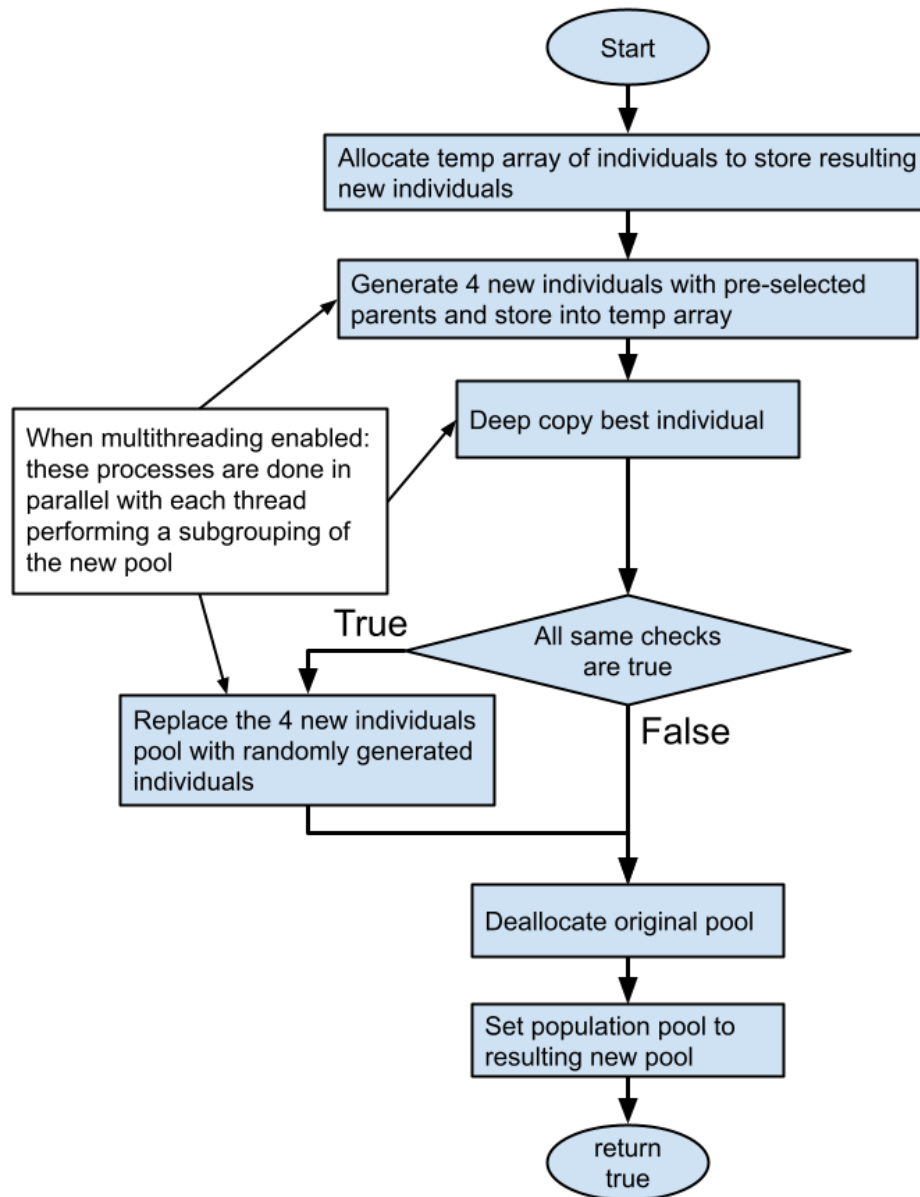 Start
Allocate temp array of individuals to store resulting
new individuals
Generate 4 new individuals with pre-selected
parents and store into temp array
Deep copy best individual
When multithreading enabled:
these processes are done in
parallel with each thread
performing a subgrouping of
the new pool
All same checks
are true
True
False
Replace the 4 new individuals
pool with randomly generated
individuals
Deallocate original pool
Set population pool to
resulting new pool
return
true